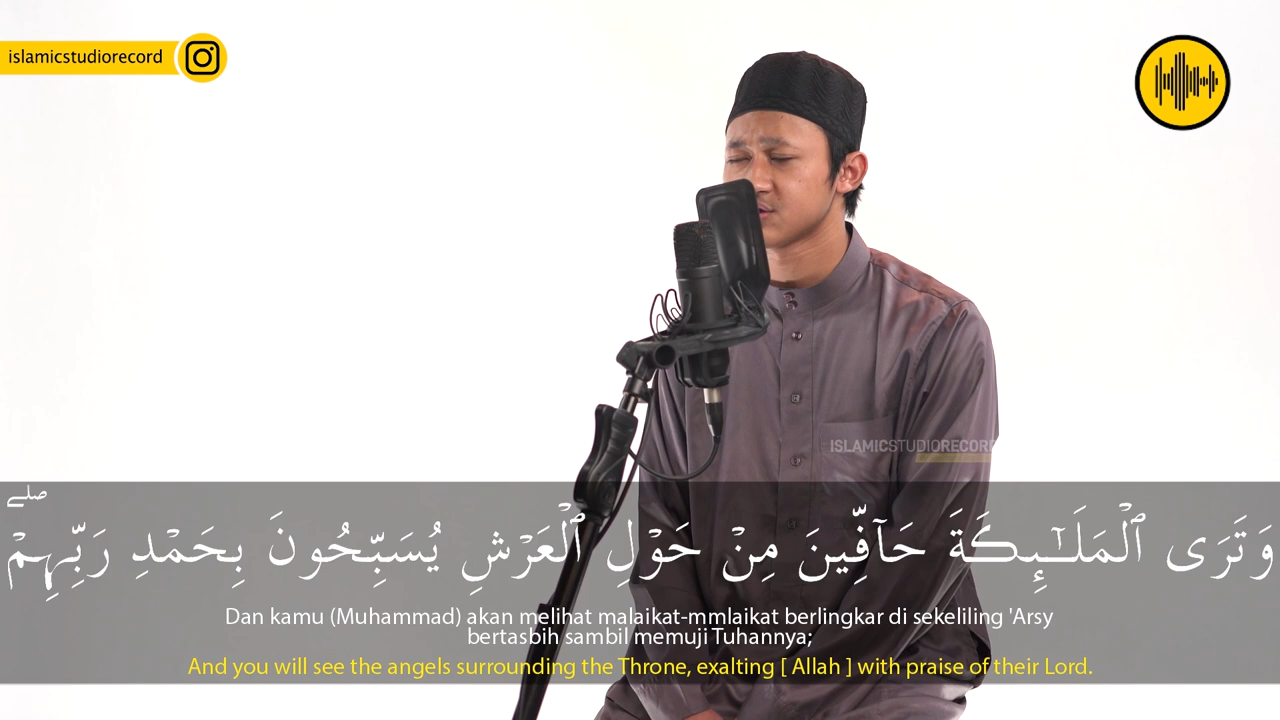 islamicstudiorecord
ISLAMICSTUDIORECORD
وَتَرَى ٱلْمَلَـٰٓئِكَةَ حَآفِّينَ مِنْ حَوْلِ ٱلْعَرْشِ يُسَبِّحُونَ بِحَمْدِ رَبِّهِمْ ۖ
Dan kamu (Muhammad) akan melihat malaikat-mmlaikat berlingkar di sekeliling 'Arsy
bertasbih sambil memuji Tuhannya;
And you will see the angels surrounding the Throne, exalting [ Allah ] with praise of their Lord.